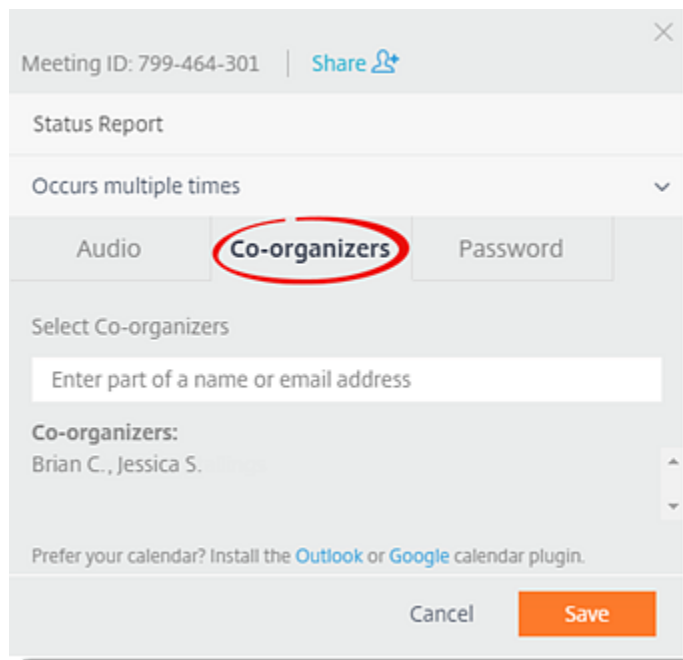 Meeting ID: 799-464-301 | Share
Status Report
Occurs multiple times
Audio Co-organizers Password
Select Co-organizers
Enter part of a name or email address
Co-organizers:
Brian C., Jessica S.
Prefer your calendar? Install the Outlook or Google calendar plugin.
Cancel Save